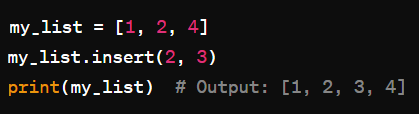 my_list = [1, 2, 4]
my_list.insert(2, 3)
print(my_list)  # Output: [1, 2, 3, 4]